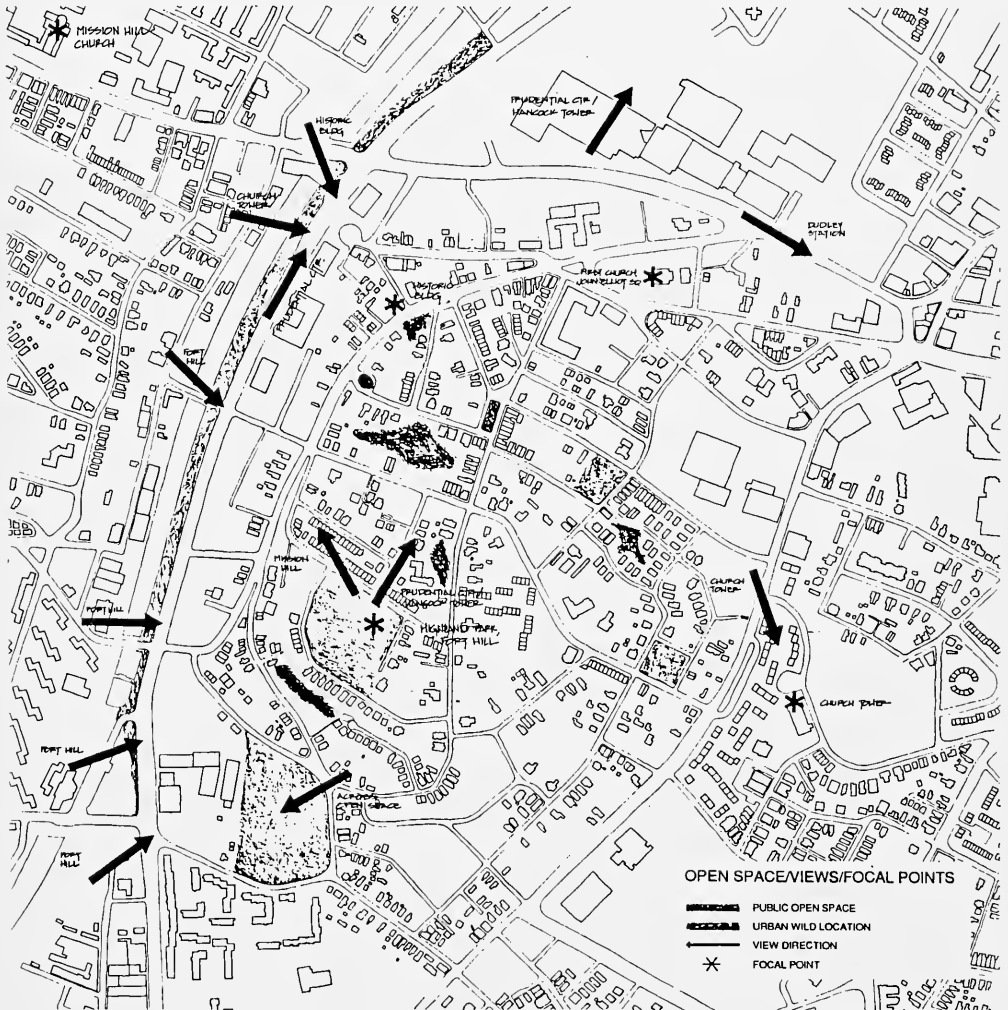 MISSION HILL
CHURCH
HISTORIC
BLDG
PRUDENTIAL CTR/
HANCOCK TOWER
CHURCH
TOWER
DUDLEY
STATION
PRUDENTIAL CTR.
HISTORIC
BLDG
FIRST CHURCH
JOHN ELLIOT SQ
FORT
HILL
MISSION
HILL
PRUDENTIAL CTR/
HANCOCK TOWER
HIGHLAND PARK,
FORT HILL
CHURCH
TOWER
FORT HILL
CHURCH TOWER
FORT HILL
ACROSS
OPEN SPACE
FORT
HILL
OPEN SPACE/VIEWS/FOCAL POINTS
PUBLIC OPEN SPACE
URBAN WILD LOCATION
VIEW DIRECTION
FOCAL POINT